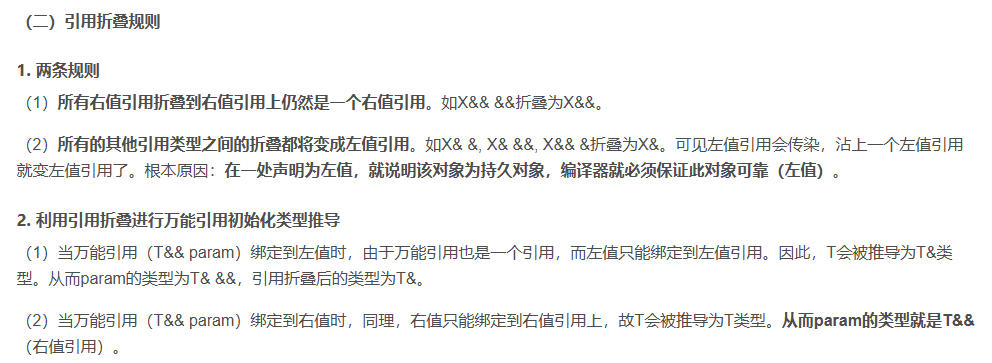 （二）引用折叠规则
1. 两条规则
（1）所有右值引用折叠到右值引用上仍然是一个右值引用。如X&& &&折叠为X&&。
（2）所有的其他引用类型之间的折叠都将变成左值引用。如X& &, X& &&, X&& &折叠为X&。可见左值引用会传染，沾上一个左值引用
就变左值引用了。根本原因：在一处声明为左值，就说明该对象为持久对象，编译器就必须保证此对象可靠（左值）。
2. 利用引用折叠进行万能引用初始化类型推导
（1）当万能引用（T&& param）绑定到左值时，由于万能引用也是一个引用，而左值只能绑定到左值引用。因此，T会被推导为T&类
型。从而param的类型为T& &&，引用折叠后的类型为T&。
（2）当万能引用（T&& param）绑定到右值时，同理，右值只能绑定到右值引用上，故T会被推导为T类型。从而param的类型就是T&&
（右值引用）。